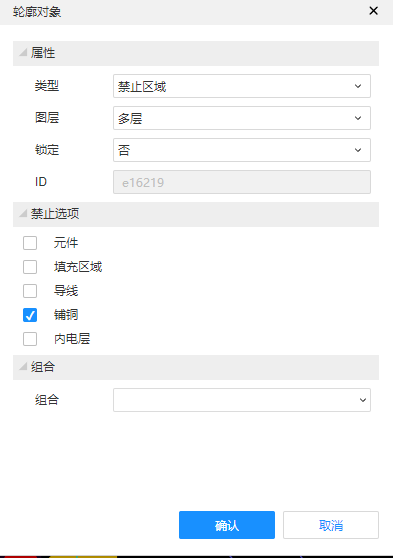 轮廓对象
属性
类型 禁止区域
图层 多层
锁定 否
ID e16219
禁止选项
元件
填充区域
导线
铺铜
内电层
组合
组合
确认 取消